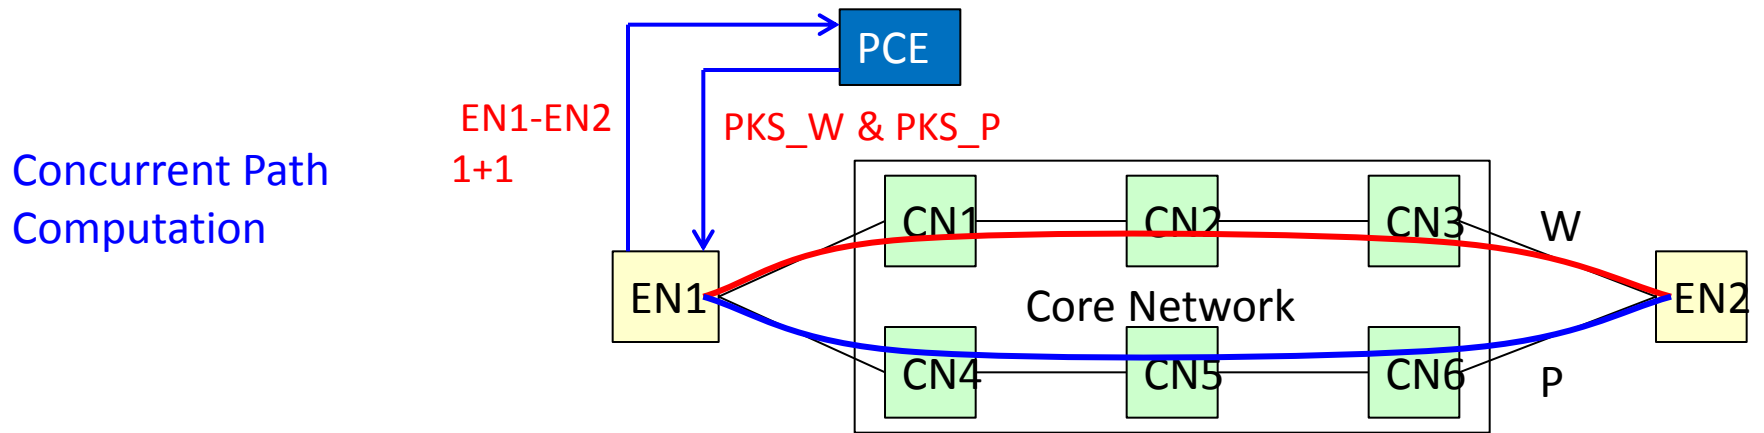 PCE
EN1-EN2
1+1
PKS_W & PKS_P
Concurrent Path
Computation
CN1
CN2
CN3
W
EN1
Core Network
EN2
CN4
CN5
CN6
P